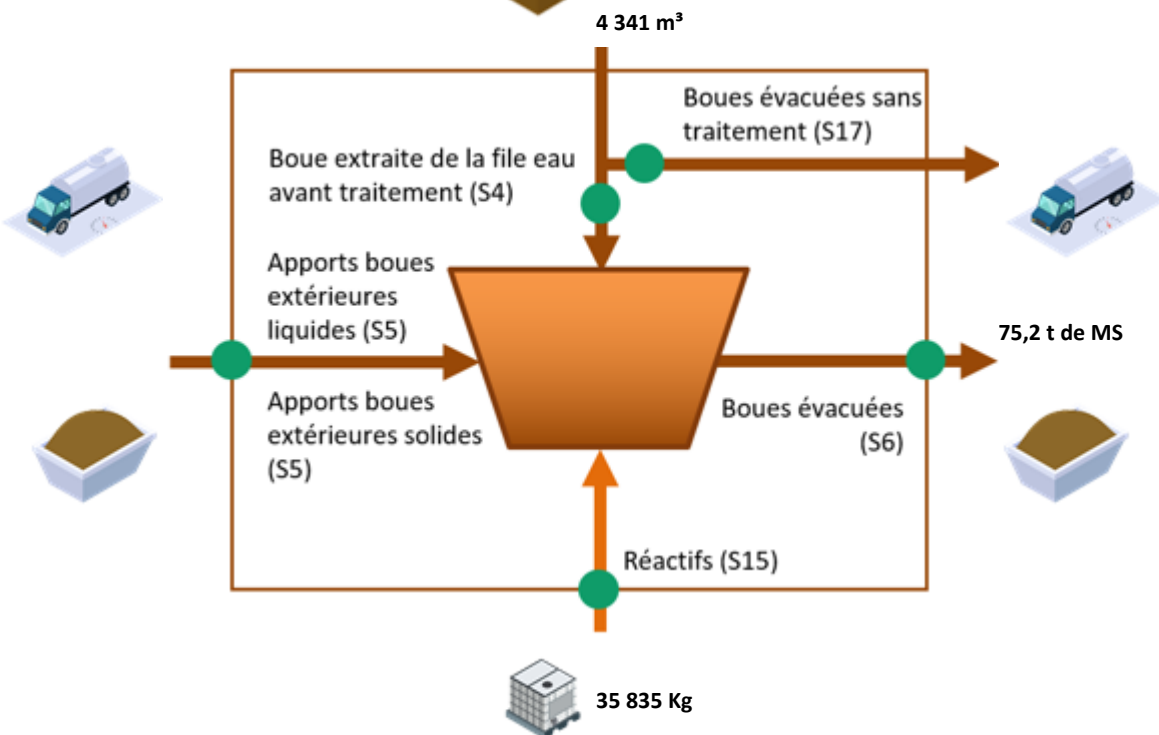 4 341 m³
Boues évacuées sans
traitement (S17)
Boue extraite de la file eau
avant traitement (S4)
Apports boues
extérieures
liquides (S5)
75,2 t de MS
Apports boues
extérieures solides
(S5)
Boues évacuées
(S6)
Réactifs (S15)
35 835 Kg